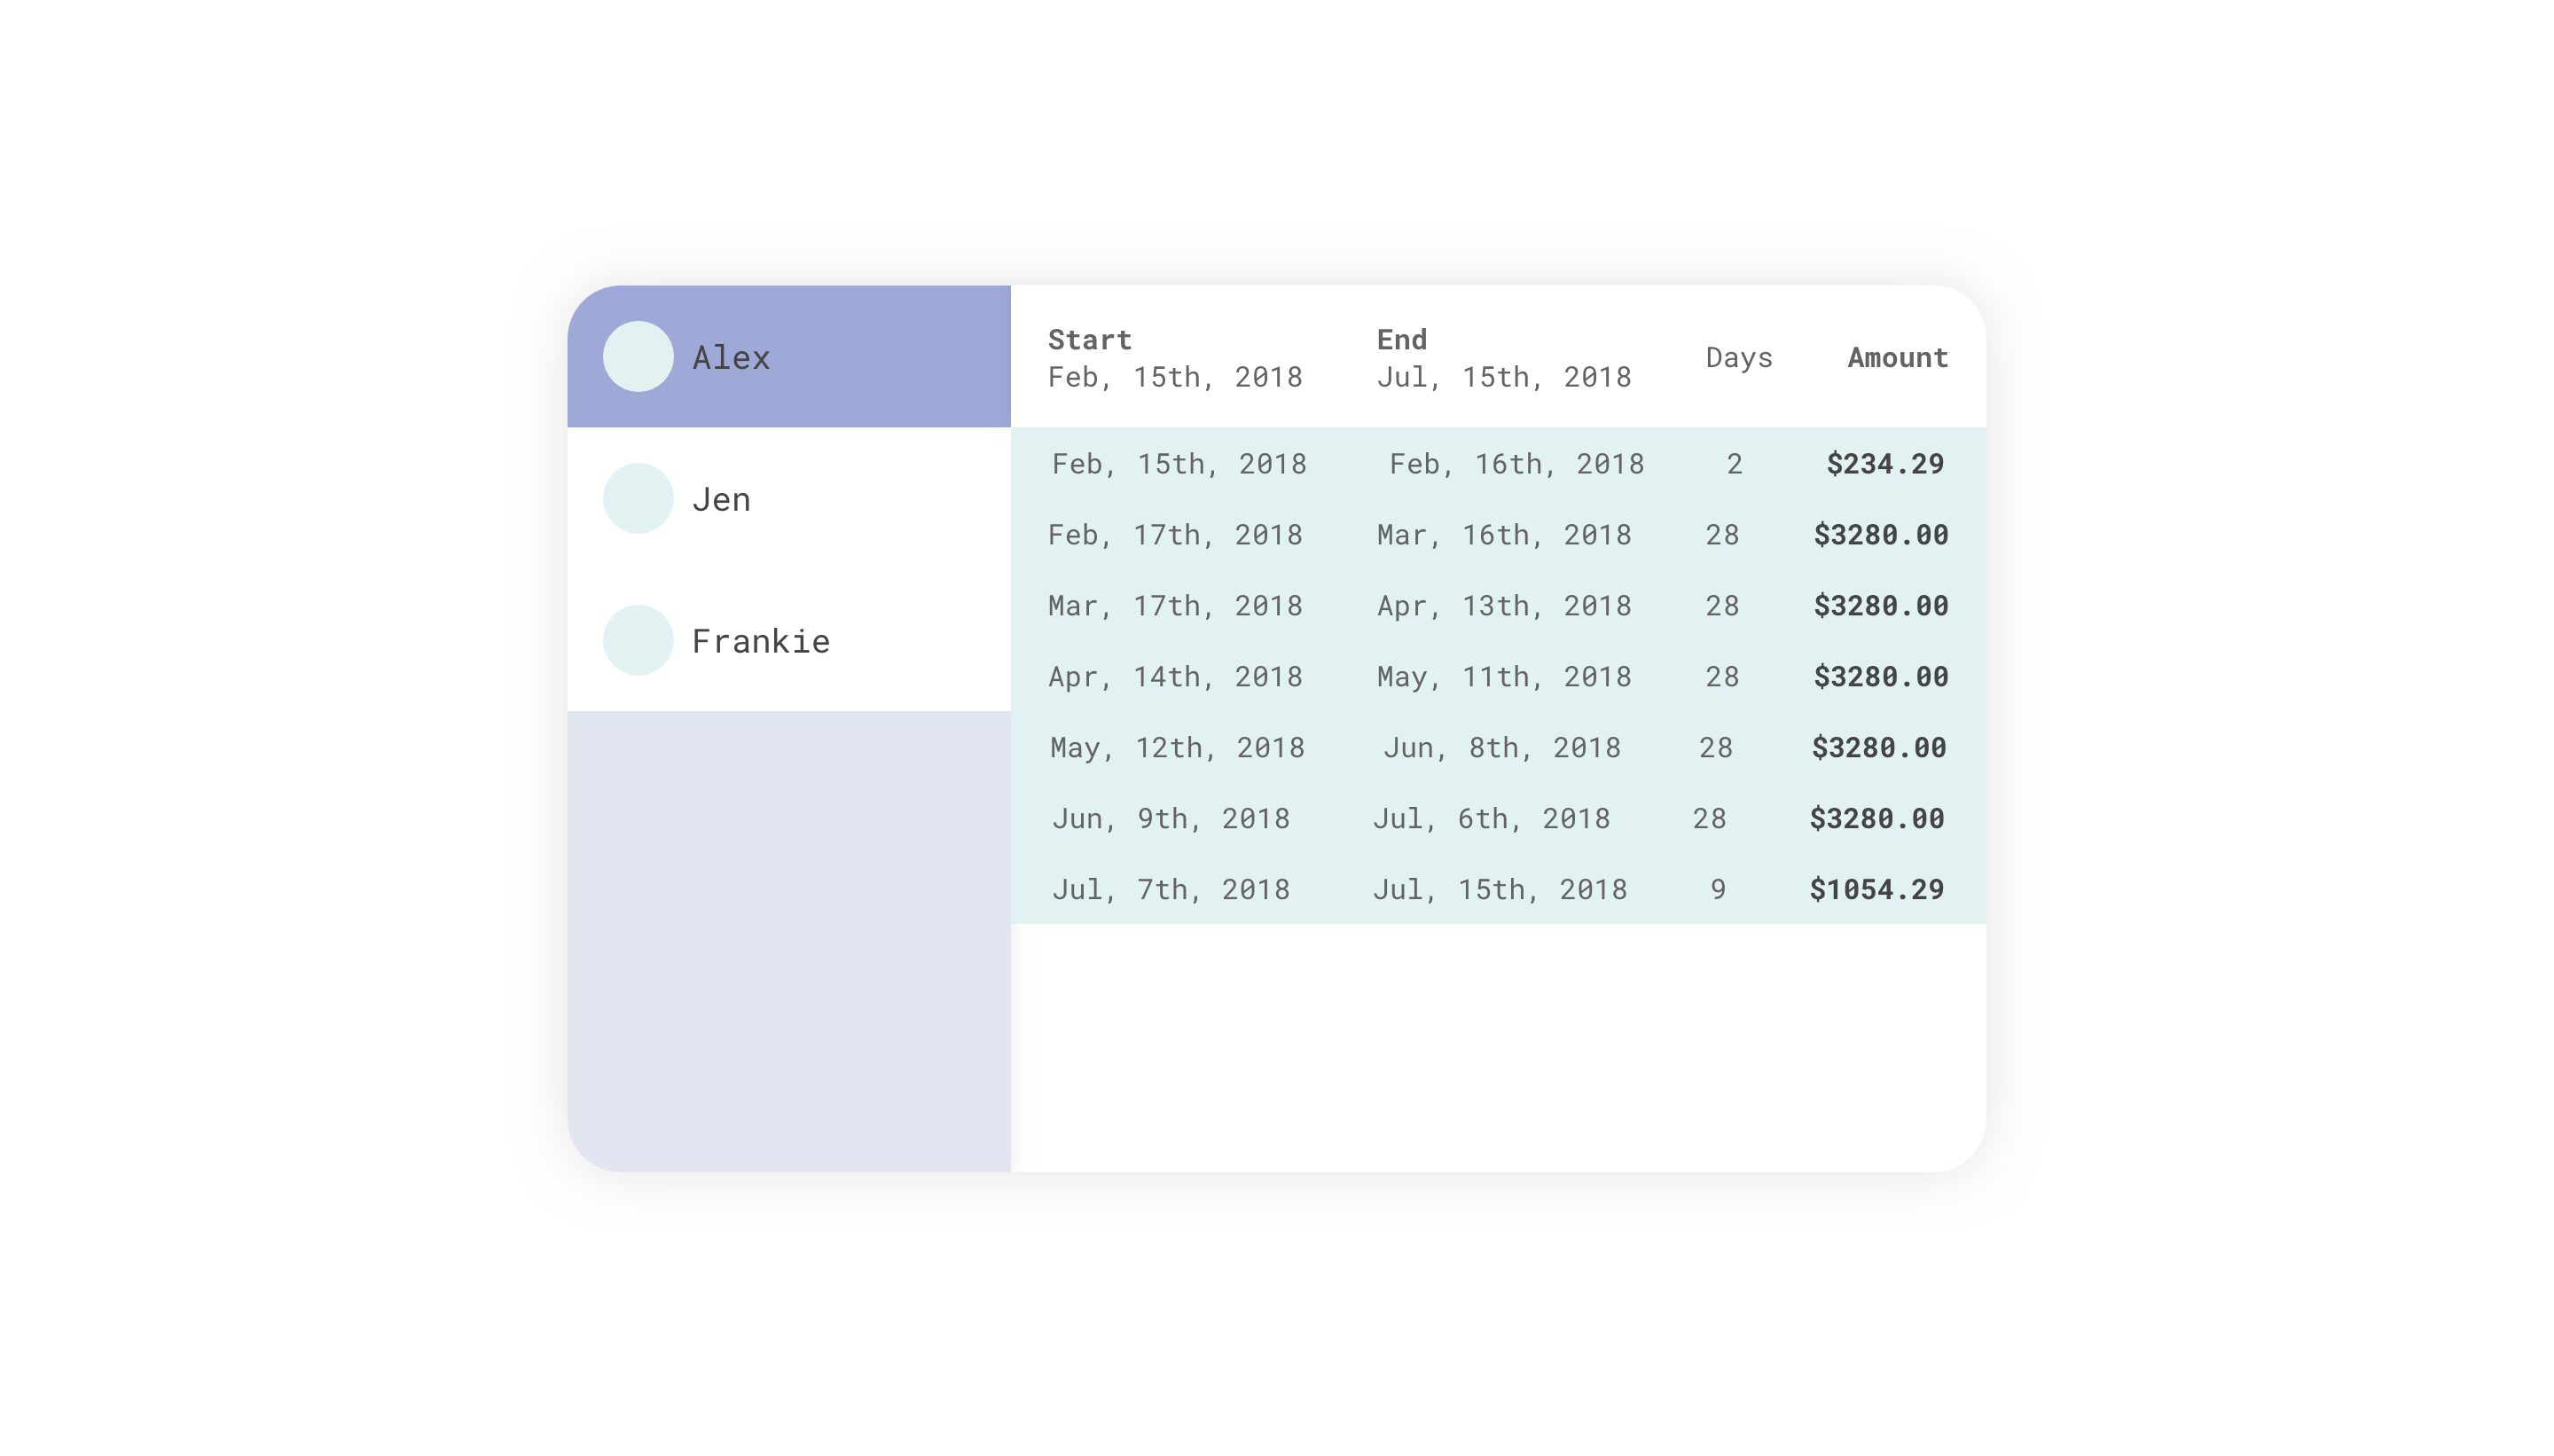 Alex
Jen
Frankie
Start End Days Amount
Feb, 15th, 2018 Jul, 15th, 2018
Feb, 15th, 2018 Feb, 16th, 2018 2 $234.29
Feb, 17th, 2018 Mar, 16th, 2018 28 $3280.00
Mar, 17th, 2018 Apr, 13th, 2018 28 $3280.00
Apr, 14th, 2018 May, 11th, 2018 28 $3280.00
May, 12th, 2018 Jun, 8th, 2018 28 $3280.00
Jun, 9th, 2018 Jul, 6th, 2018 28 $3280.00
Jul, 7th, 2018 Jul, 15th, 2018 9 $1054.29